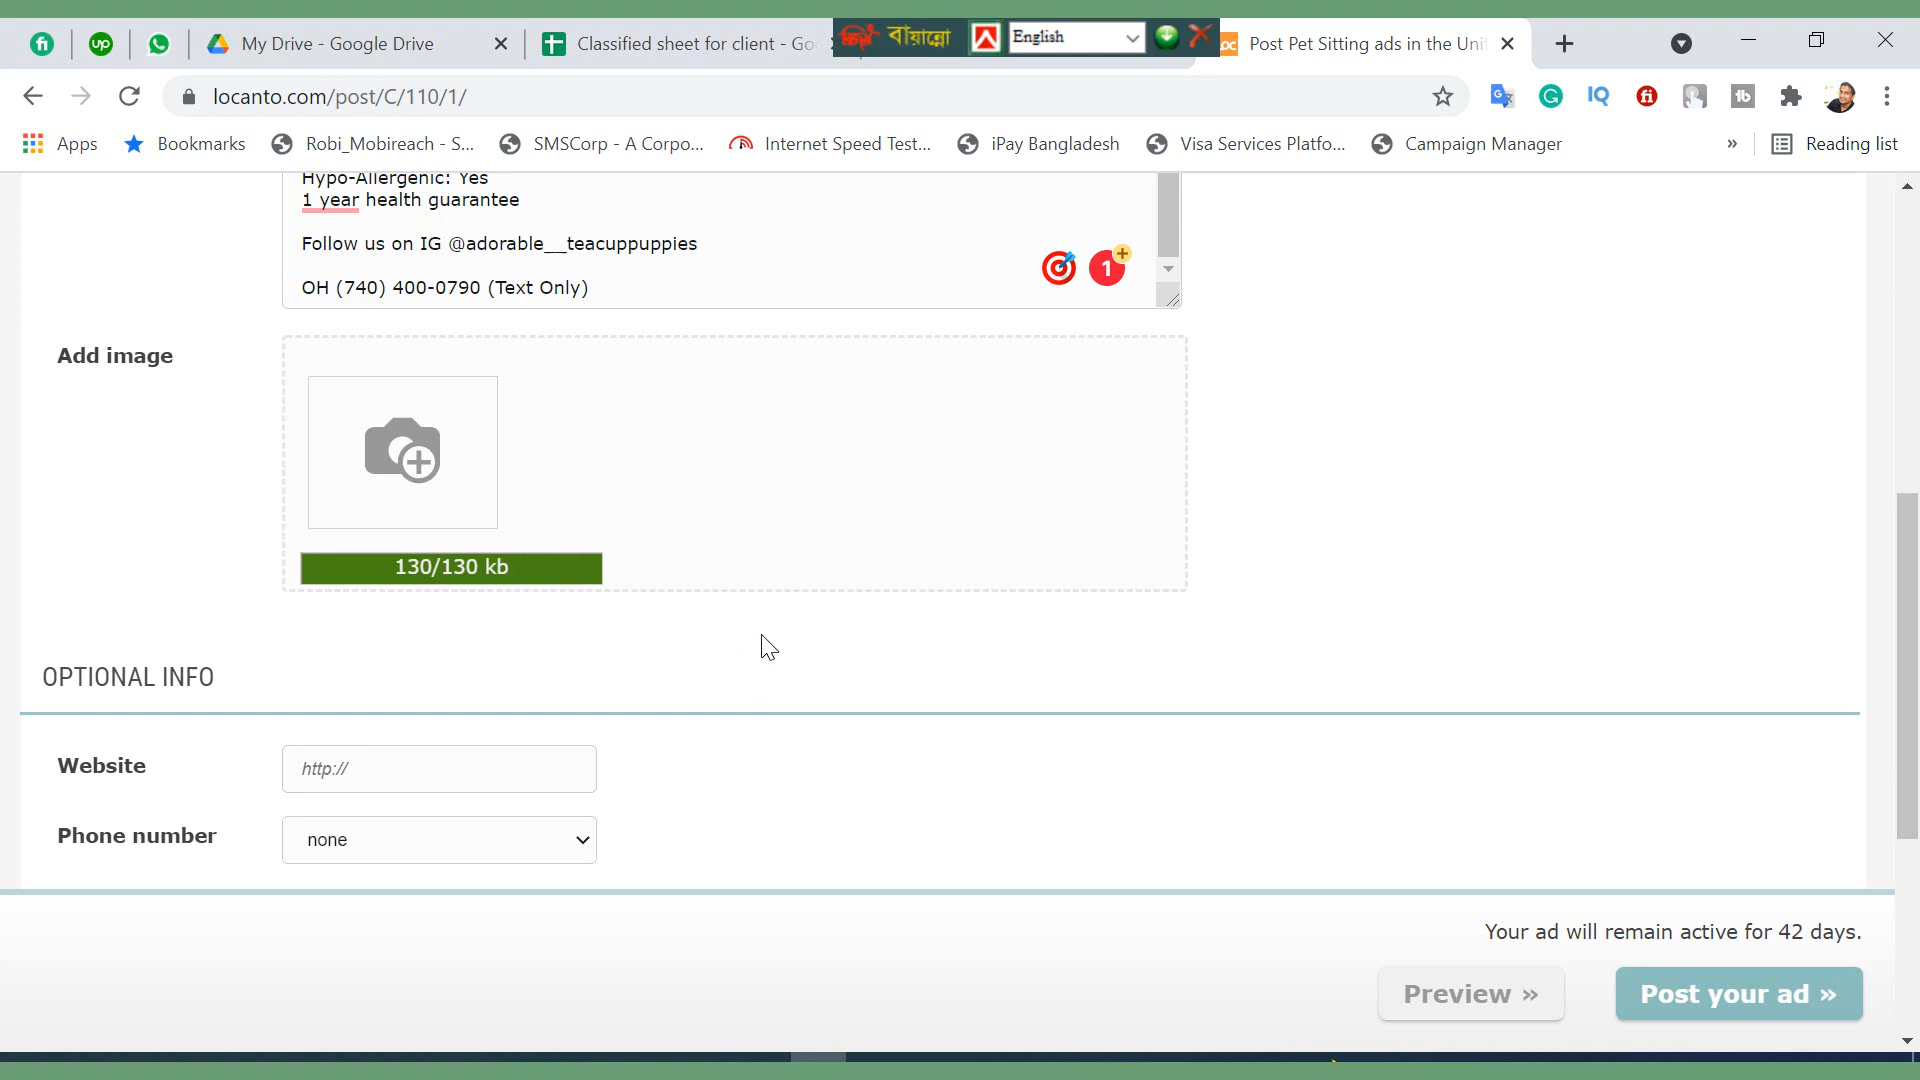 My Drive - Google Drive
Classified sheet for client - Go
বায়ান্নো
English
Post Pet Sitting ads in the Uni
locanto.com/post/C/110/1/
Apps
Bookmarks
Robi_Mobireach - S...
SMSCorp - A Corpo...
Internet Speed Test...
iPay Bangladesh
Visa Services Platfo...
Campaign Manager
»
Reading list
Hypo-Allergenic: Yes
1 year health guarantee
Follow us on IG @adorable__teacuppuppies
OH (740) 400-0790 (Text Only)
1
Add image
130/130 kb
OPTIONAL INFO
Website
http://
Phone number
none
Your ad will remain active for 42 days.
Preview »
Post your ad »